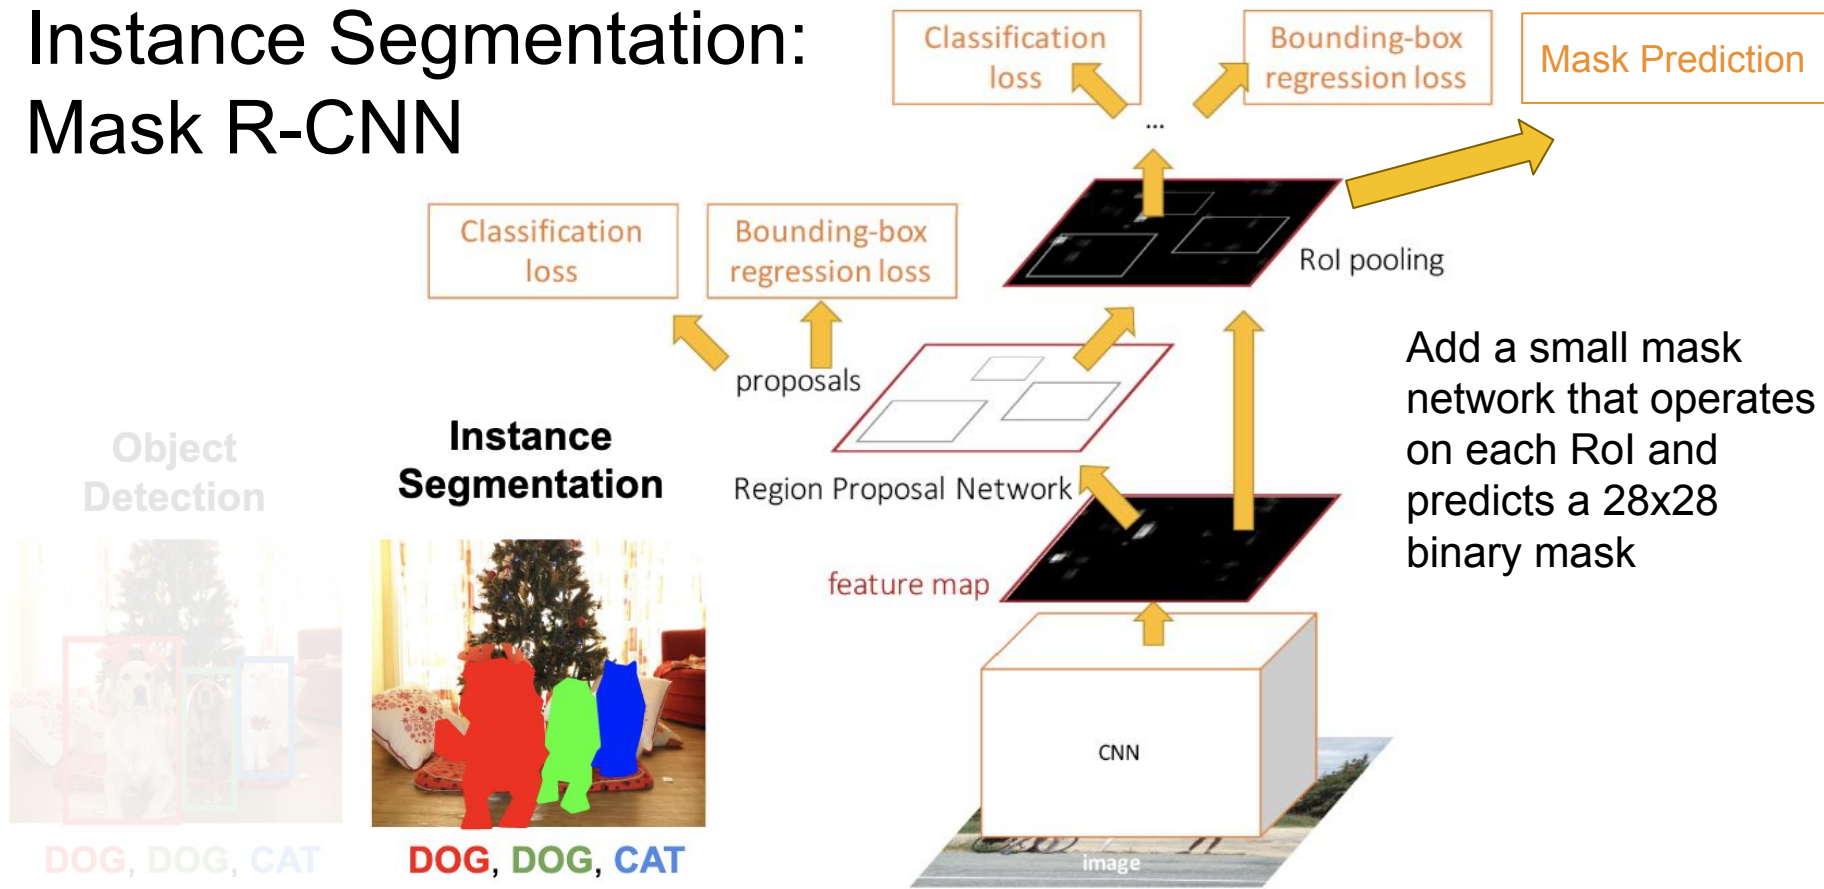 Instance Segmentation:
Mask R-CNN
Classification
loss
Bounding-box
regression loss
Mask Prediction
...
Classification
loss
Bounding-box
regression loss
RoI pooling
proposals
Add a small mask
network that operates
on each RoI and
predicts a 28x28
binary mask
Object
Detection
Instance
Segmentation
Region Proposal Network
feature map
CNN
image
DOG, DOG, CAT
DOG, DOG, CAT